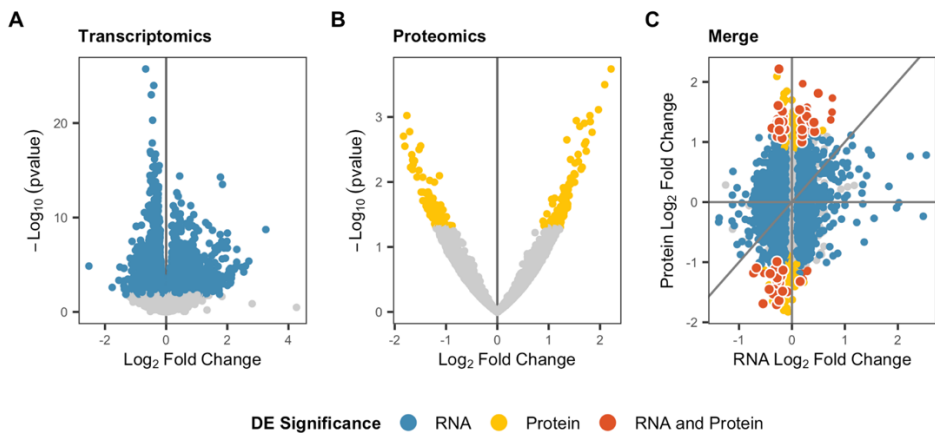 A
Transcriptomics
−Log₁₀ (pvalue)
20
10
0
-2
0
2
4
Log₂ Fold Change
B
Proteomics
−Log₁₀ (pvalue)
3
2
1
0
-2
-1
0
1
2
Log₂ Fold Change
C
Merge
Protein Log₂ Fold Change
2
1
0
-1
-2
-1
0
1
2
RNA Log₂ Fold Change
DE Significance RNA Protein RNA and Protein